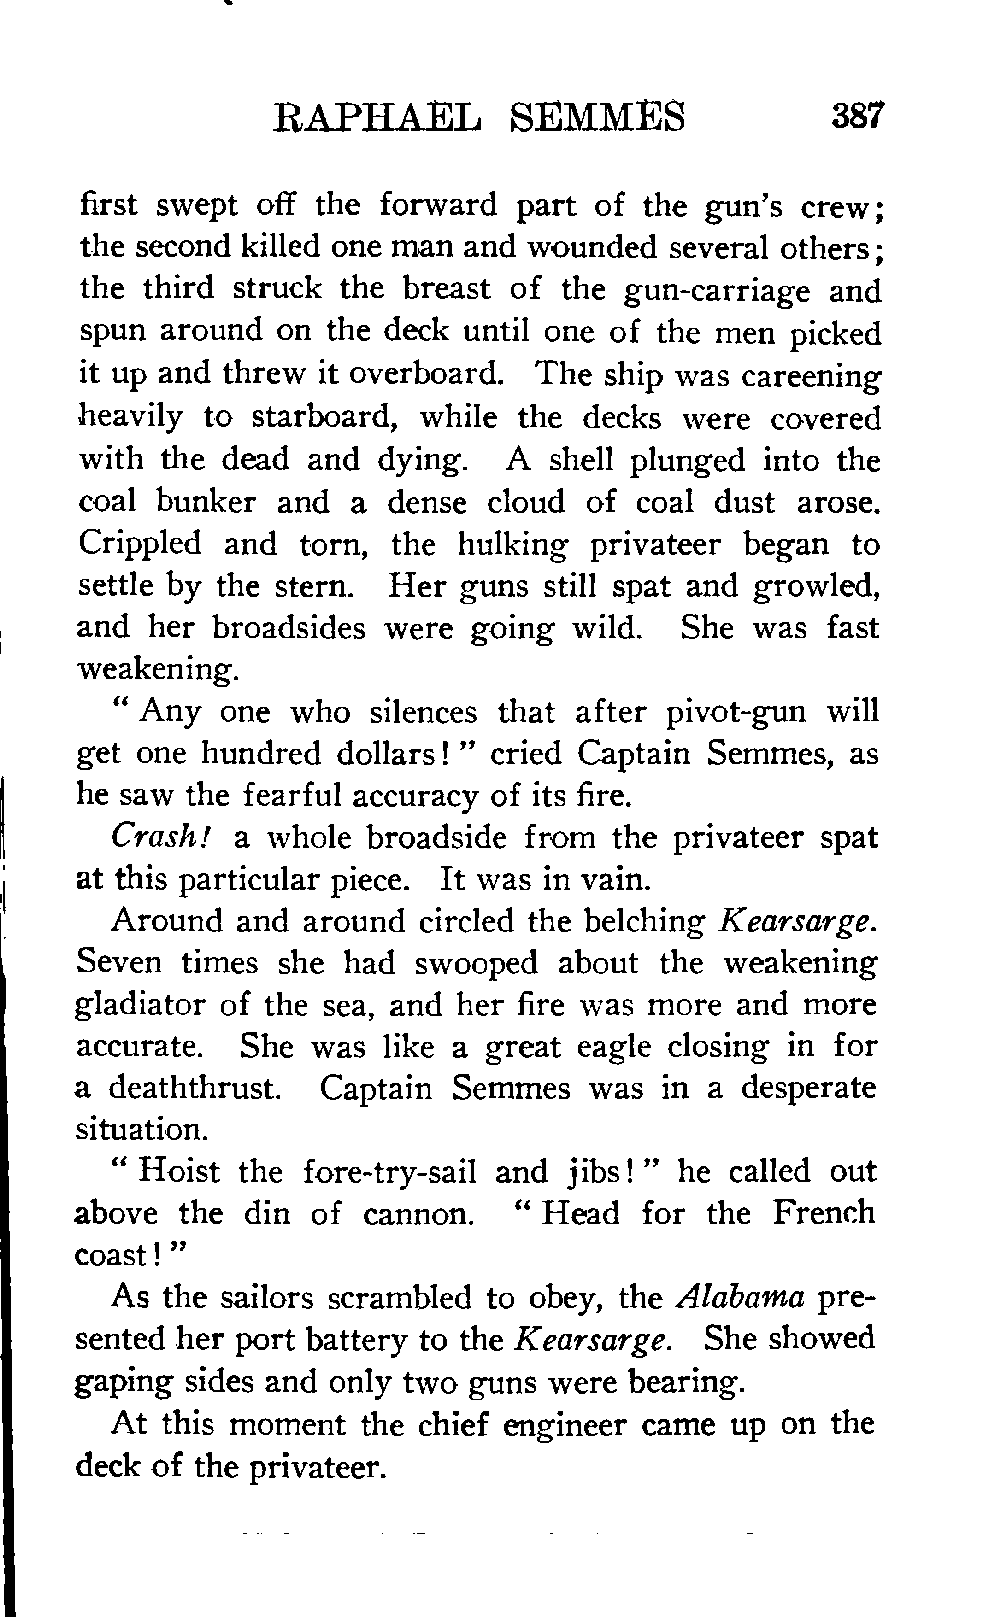 RAPHAEL SEMMES 387
first swept off the forward part of the gun's crew;
the second killed one man and wounded several others;
the third struck the breast of the gun-carriage and
spun around on the deck until one of the men picked
it up and threw it overboard. The ship was careening
heavily to starboard, while the decks were covered
with the dead and dying. A shell plunged into the
coal bunker and a dense cloud of coal dust arose.
Crippled and torn, the hulking privateer began to
settle by the stern. Her guns still spat and growled,
and her broadsides were going wild. She was fast
weakening.
“ Any one who silences that after pivot-gun will
get one hundred dollars! ” cried Captain Semmes, as
he saw the fearful accuracy of its fire.
Crash! a whole broadside from the privateer spat
at this particular piece. It was in vain.
Around and around circled the belching Kearsarge.
Seven times she had swooped about the weakening
gladiator of the sea, and her fire was more and more
accurate. She was like a great eagle closing in for
a deaththrust. Captain Semmes was in a desperate
situation.
“ Hoist the fore-try-sail and jibs! ” he called out
above the din of cannon. “ Head for the French
coast! ”
As the sailors scrambled to obey, the Alabama pre-
sented her port battery to the Kearsarge. She showed
gaping sides and only two guns were bearing.
At this moment the chief engineer came up on the
deck of the privateer.